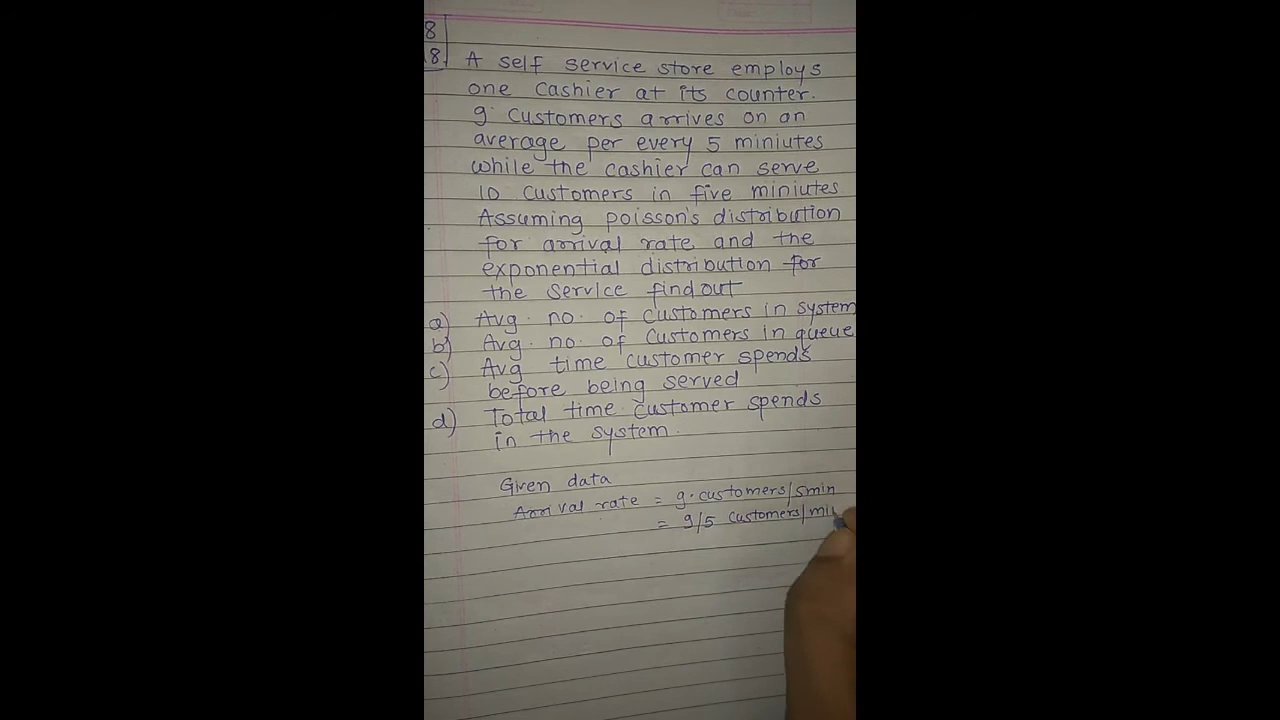 8
8
A self service store employs
one cashier at its counter.
9. customers arrives on an
average per every 5 miniutes
while the cashier can serve
10 customers in five miniutes
Assuming poisson's distribution
for arrival rate and the
exponential distribution for
the service findout
a) Avg. no. of customers in system
b) Avg. no. of customers in queue
c) Avg time customer spends
before being served
d) Total time customer spends
in the system.
Given data
Arrival rate = 9. customers/5min
= 9/5 customers/min